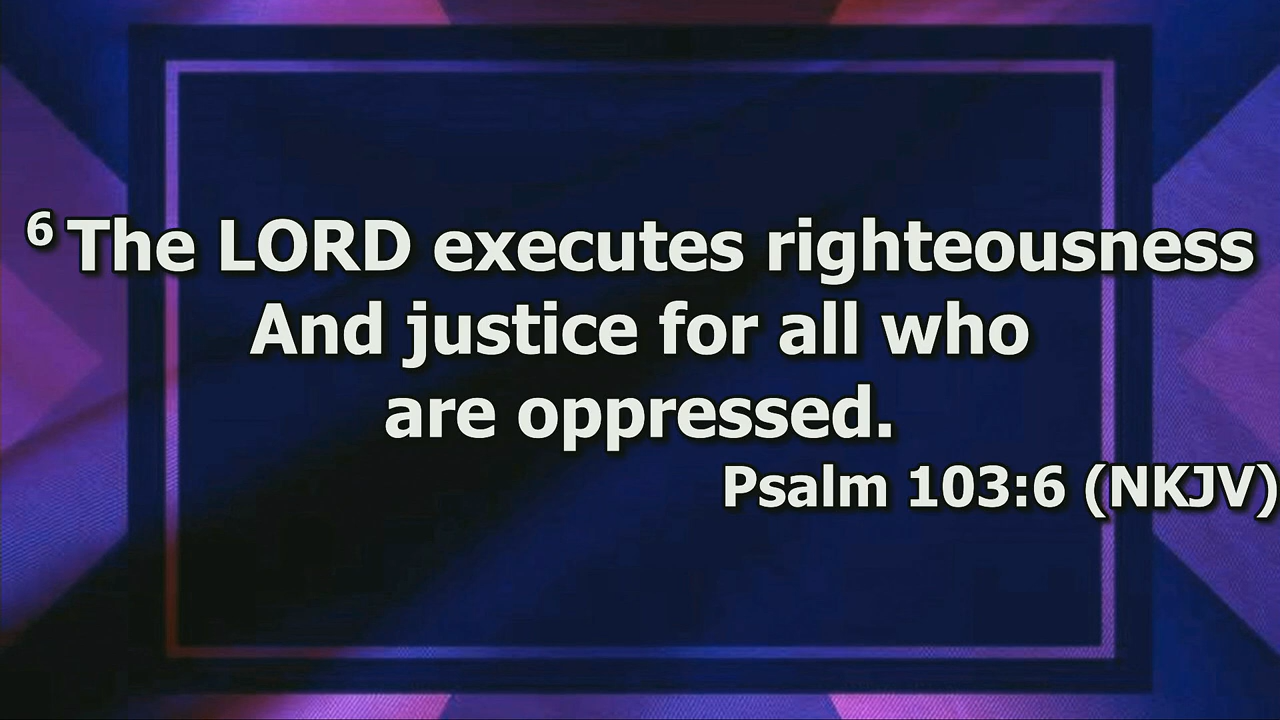 6 The LORD executes righteousness
And justice for all who
are oppressed.
Psalm 103:6 (NKJV)